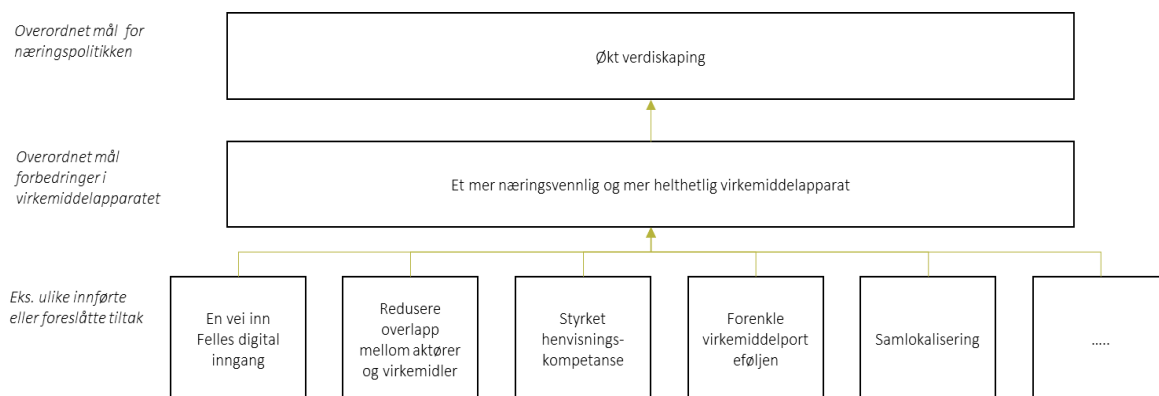 Overordnet mål for
næringspolitikken
Økt verdiskaping
Overordnet mål
forbedringer i
virkemiddelapparatet
Et mer næringsvennlig og mer helthetlig virkemiddelapparat
Eks. ulike innførte
eller foreslåtte tiltak
En vei inn
Felles digital
inngang
Redusere
overlapp
mellom aktører
og virkemidler
Styrket
henvisnings-
kompetanse
Forenkle
virkemiddelport
eføljen
Samlokalisering
.....